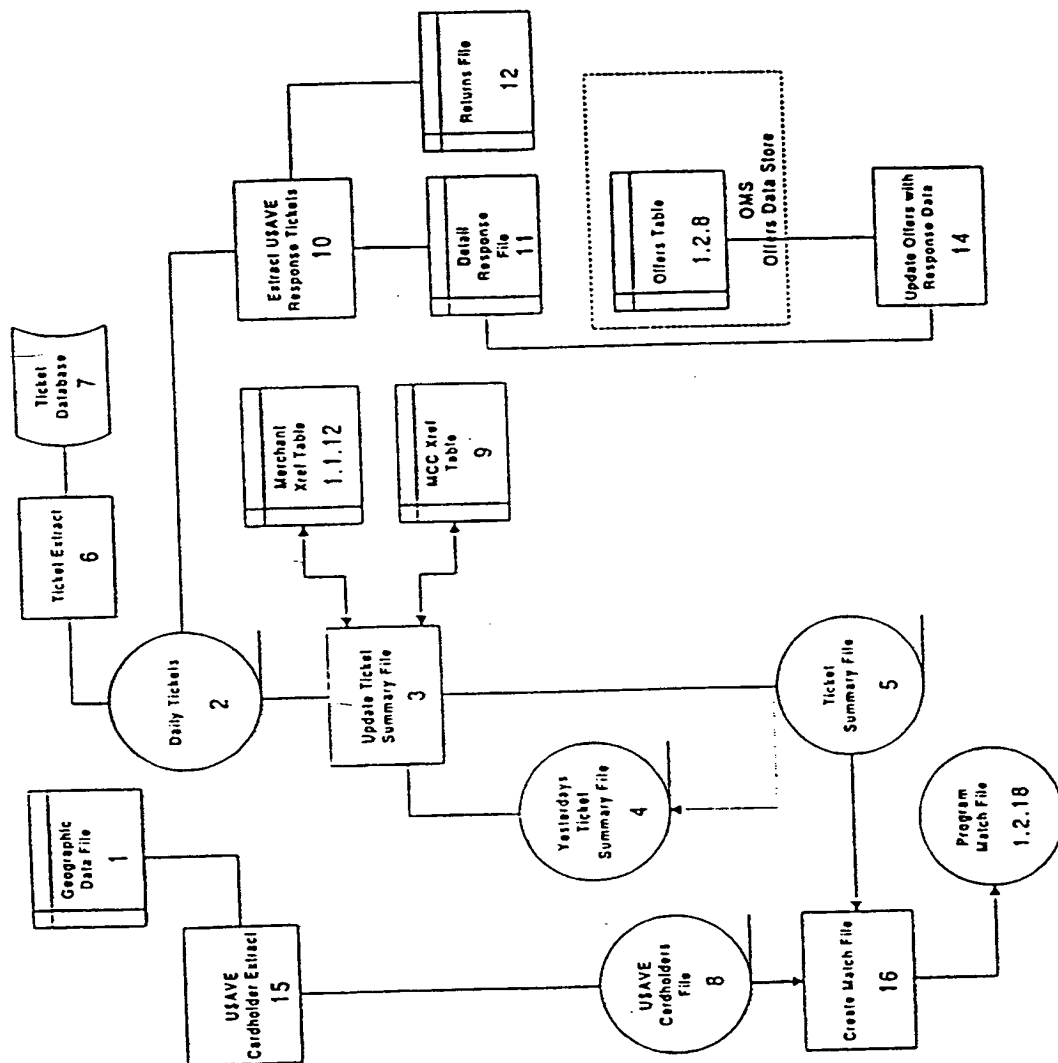 Geographic
Data File
1
USAVE
Cardholder Extract
15
USAVE
Cardholders
File
8
Create Match File
16
Program
Match File
1.2.18
Ticket
Database
7
Ticket Extract
6
Daily Tickets
2
Update Ticket
Summary File
3
Yesterdays
Ticket
Summary File
4
Ticket
Summary File
5
Merchant
Xref Table
1.1.12
MCC Xref
Table
9
Extract USAVE
Response Tickets
10
Returns File
12
Detail
Response
File
11
Offers Table
1.2.8
OMS
Offers Data Store
Update Offers with
Response Data
14